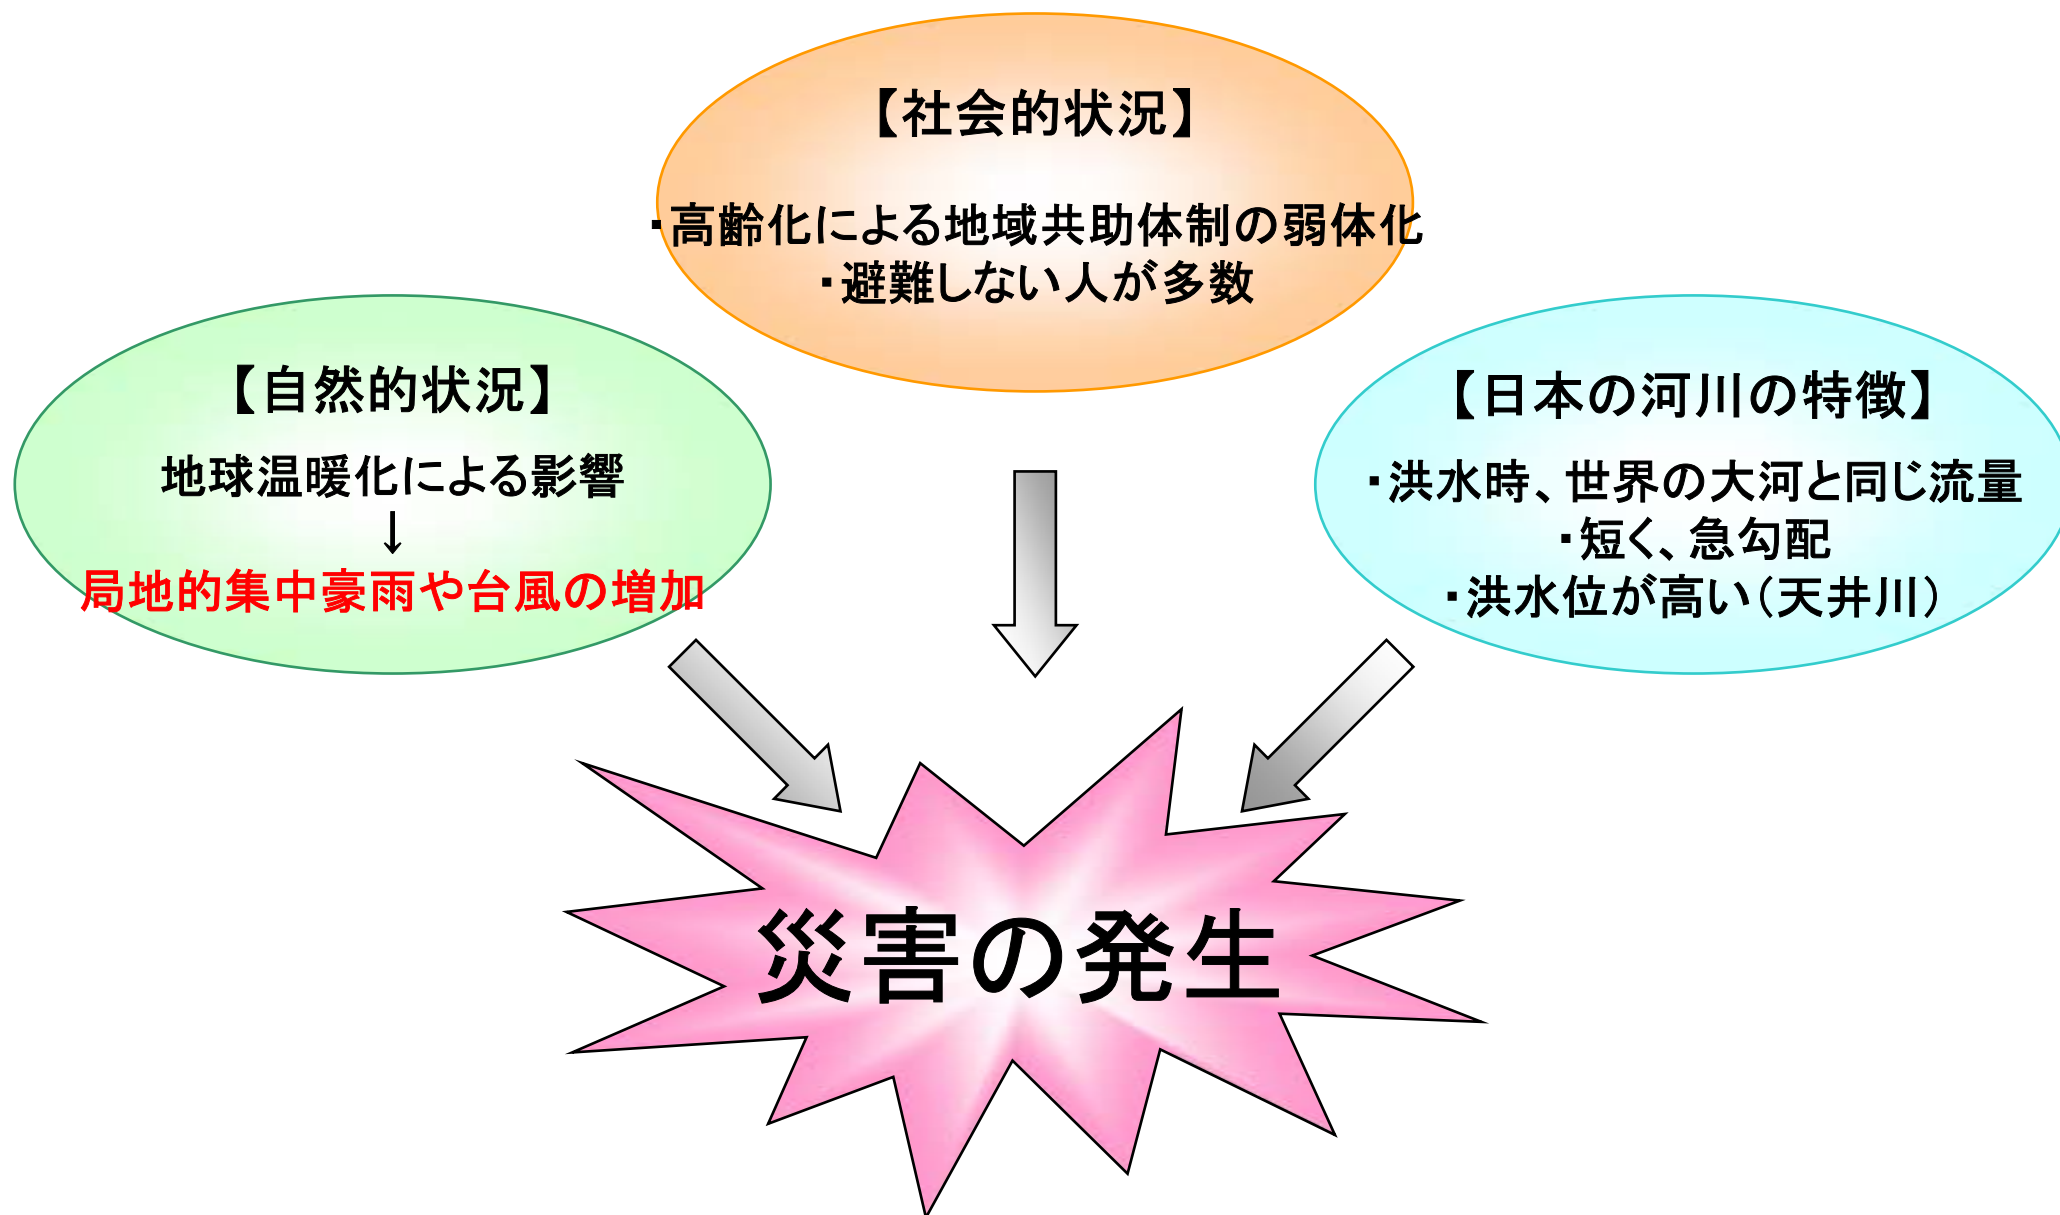 【社会的状況】
・高齢化による地域共助体制の弱体化
・避難しない人が多数
【自然的状況】
地球温暖化による影響
↓
局地的集中豪雨や台風の増加
【日本の河川の特徴】
・洪水時、世界の大河と同じ流量
・短く、急勾配
・洪水位が高い（天井川）
災害の発生